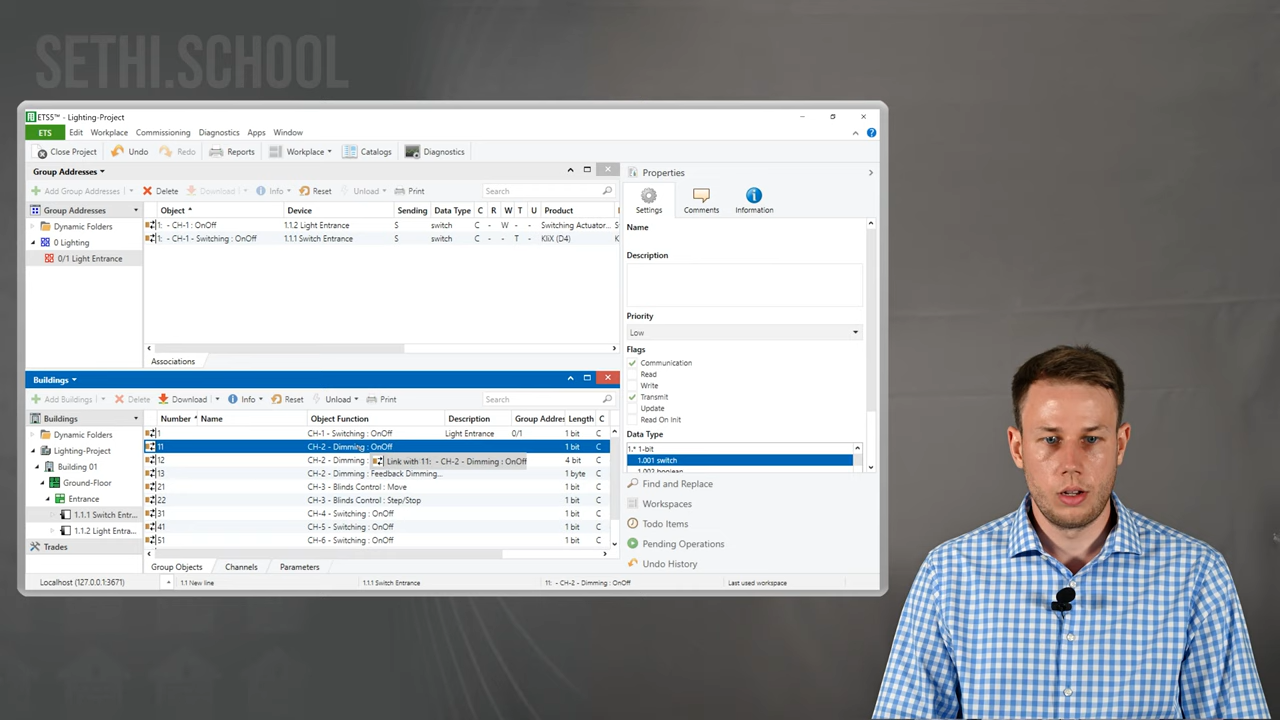 SETHI.SCHOOL
ETS5™ - Lighting-Project
ETS Edit Workplace Commissioning Diagnostics Apps Window
Close Project Undo Redo Reports Workplace Catalogs Diagnostics
Group Addresses
Add Group Addresses Delete Download Info Reset Unload Print Search
Group Addresses Object Device Sending Data Type C R W T U Product
Dynamic Folders 1: - CH-1 : OnOff 1.1.2 Light Entrance S switch C - W - - Switching Actuator...
0 Lighting 1: - CH-1 - Switching : OnOff 1.1.1 Switch Entrance S switch C - - T - KliX (D4)
0/1 Light Entrance
Associations
Buildings
Add Buildings Delete Download Info Reset Unload Print Search
Buildings Number Name Object Function Description Group Addres Length C
Dynamic Folders 1 CH-1 - Switching : OnOff Light Entrance 0/1 1 bit C
Lighting-Project 11 CH-2 - Dimming : OnOff 1 bit C
Building 01 12 CH-2 - Dimming : 4 bit C
Link with 11: - CH-2 - Dimming : OnOff
Ground-Floor 13 CH-2 - Dimming : Feedback Dimming... 1 byte C
21 CH-3 - Blinds Control : Move 1 bit C
Entrance 22 CH-3 - Blinds Control : Step/Stop 1 bit C
1.1.1 Switch Entr... 31 CH-4 - Switching : OnOff 1 bit C
1.1.2 Light Entra... 41 CH-5 - Switching : OnOff 1 bit C
Trades 51 CH-6 - Switching : OnOff 1 bit C
Group Objects Channels Parameters
Localhost (127.0.0.1:3671) 1.1 New line 1.1.1 Switch Entrance 11: - CH-2 - Dimming : OnOff Last used workspace
Properties
Settings Comments Information
Name
Description
Priority
Low
Flags
Communication
Read
Write
Transmit
Update
Read On Init
Data Type
1.* 1-bit
1.001 switch
Find and Replace
Workspaces
Todo Items
Pending Operations
Undo History